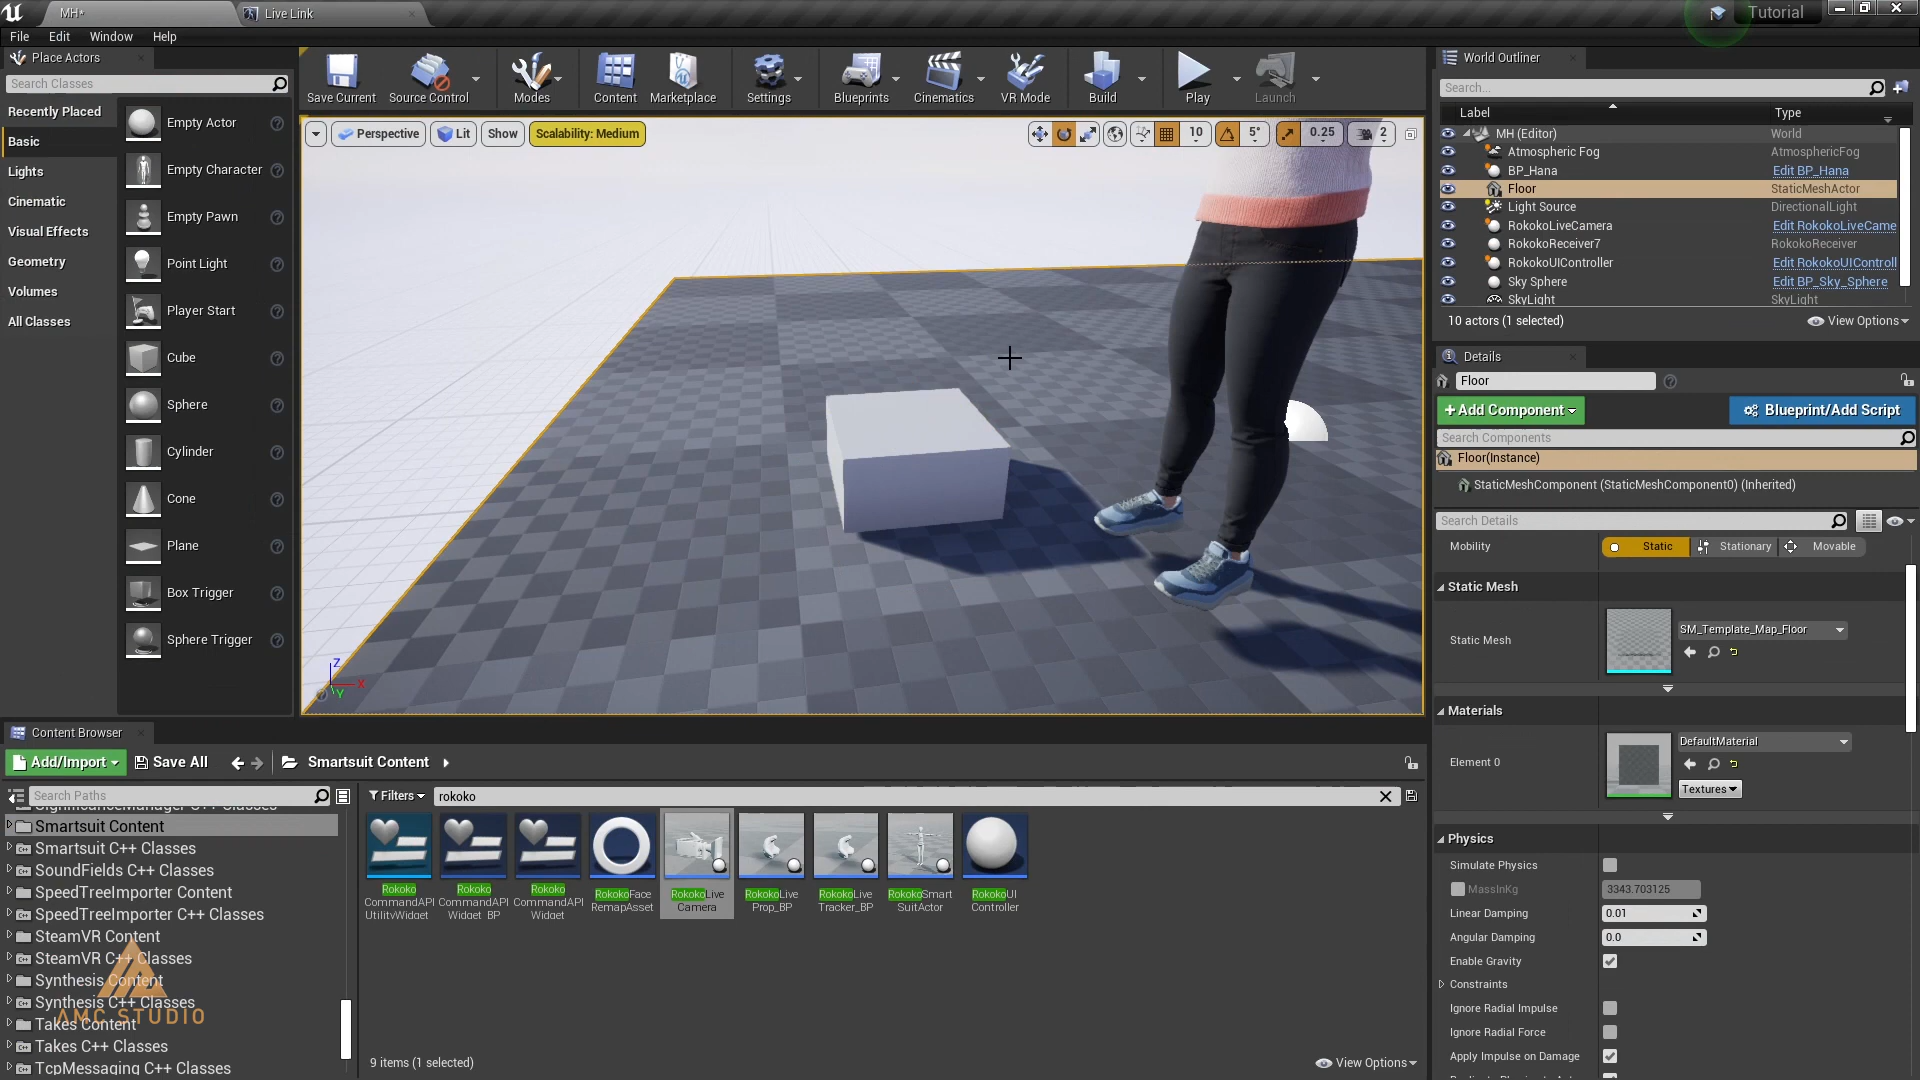 MH*
Live Link
Tutorial
File Edit Window Help
Place Actors
Search Classes
Recently Placed
Basic
Lights
Cinematic
Visual Effects
Geometry
Volumes
All Classes
Empty Actor
Empty Character
Empty Pawn
Point Light
Player Start
Cube
Sphere
Cylinder
Cone
Plane
Box Trigger
Sphere Trigger
Save Current
Source Control
Modes
Content
Marketplace
Settings
Blueprints
Cinematics
VR Mode
Build
Play
Launch
Perspective
Lit
Show
Scalability: Medium
10
5°
0.25
2
Z
X
Y
World Outliner
Search...
Label Type
MH (Editor) World
Atmospheric Fog AtmosphericFog
BP_Hana Edit BP_Hana
Floor StaticMeshActor
Light Source DirectionalLight
RokokoLiveCamera Edit RokokoLiveCame
RokokoReceiver7 RokokoReceiver
RokokoUIController Edit RokokoUIControll
Sky Sphere Edit BP_Sky_Sphere
SkyLight SkyLight
10 actors (1 selected)
View Options
Details
Floor
+Add Component
Blueprint/Add Script
Search Components
Floor(Instance)
StaticMeshComponent (StaticMeshComponent0) (Inherited)
Search Details
Mobility Static Stationary Movable
Static Mesh
Static Mesh
SM_Template_Map_Floor
Materials
Element 0
DefaultMaterial
Textures
Physics
Simulate Physics
MassInKg 3343.703125
Linear Damping 0.01
Angular Damping 0.0
Enable Gravity
Constraints
Ignore Radial Impulse
Ignore Radial Force
Apply Impulse on Damage
Content Browser
Add/Import
Save All
Smartsuit Content
Search Paths
SignificanceManager C++ Classes
Smartsuit Content
Smartsuit C++ Classes
SoundFields C++ Classes
SpeedTreeImporter Content
SpeedTreeImporter C++ Classes
SteamVR Content
SteamVR C++ Classes
Synthesis Content
Synthesis C++ Classes
Takes Content
Takes C++ Classes
TcpMessaging C++ Classes
AMC STUDIO
Filters
rokoko
Rokoko
CommandAPI
UtilityWidget
Rokoko
CommandAPI
Widget_BP
Rokoko
CommandAPI
Widget
RokokoFace
RemapAsset
RokokoLive
Camera
RokokoLive
Prop_BP
RokokoLive
Tracker_BP
RokokoSmart
SuitActor
RokokoUI
Controller
9 items (1 selected)
View Options